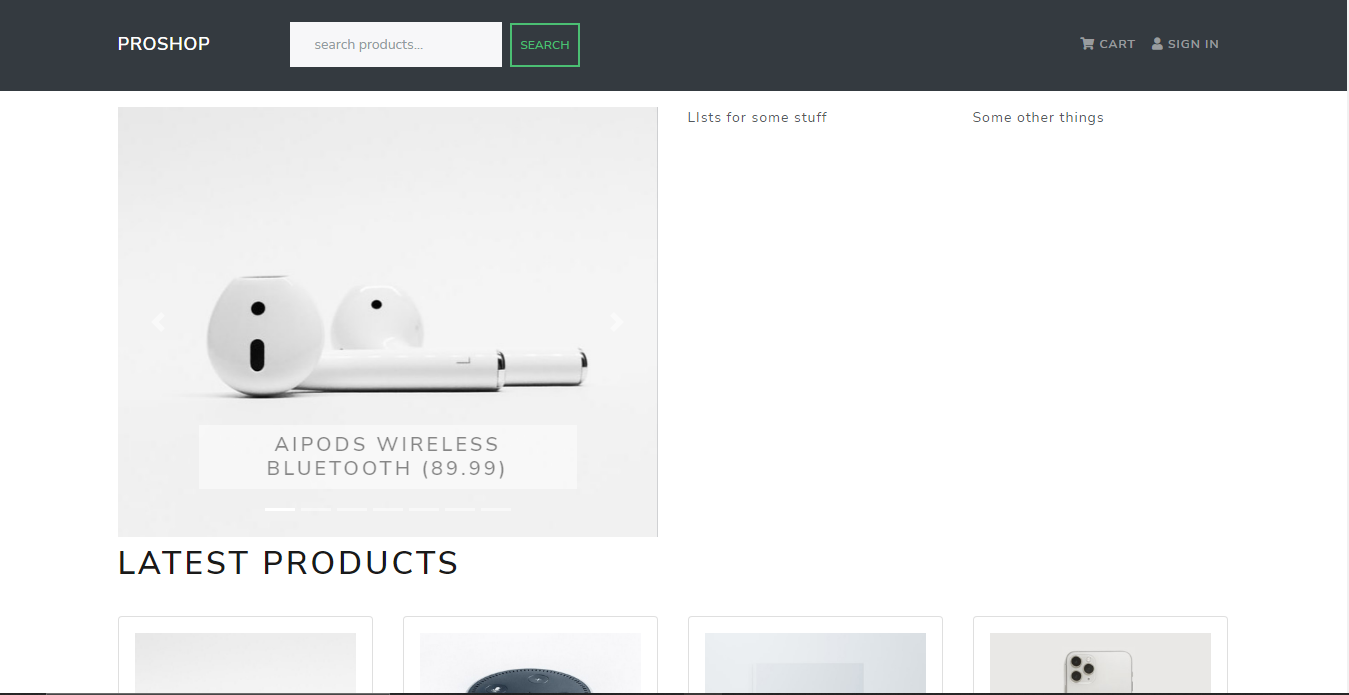 PROSHOP
search products...
SEARCH
CART
SIGN IN
LIsts for some stuff
Some other things
L
AIPODS WIRELESS
BLUETOOTH (89.99)
LATEST PRODUCTS